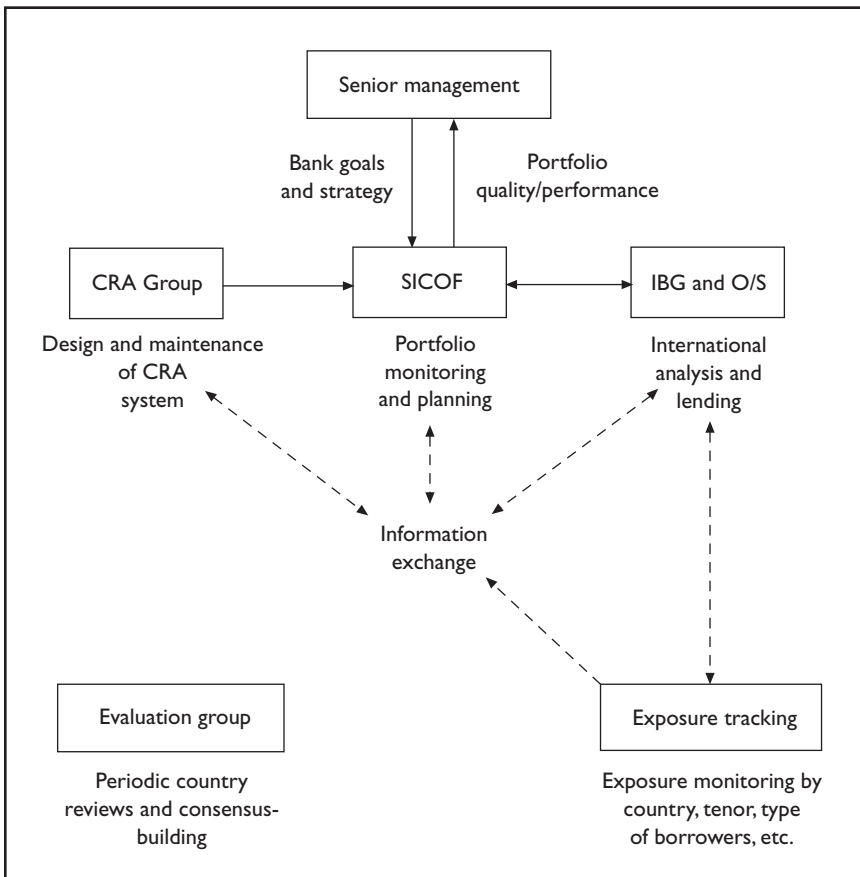 Senior management
Bank goals
and strategy
Portfolio
quality/performance
CRA Group
SICOF
IBG and O/S
Design and maintenance
of CRA
system
Portfolio
monitoring
and planning
International
analysis and
lending
Information
exchange
Evaluation group
Exposure tracking
Periodic country
reviews and consensus-
building
Exposure monitoring by
country, tenor, type
of borrowers, etc.